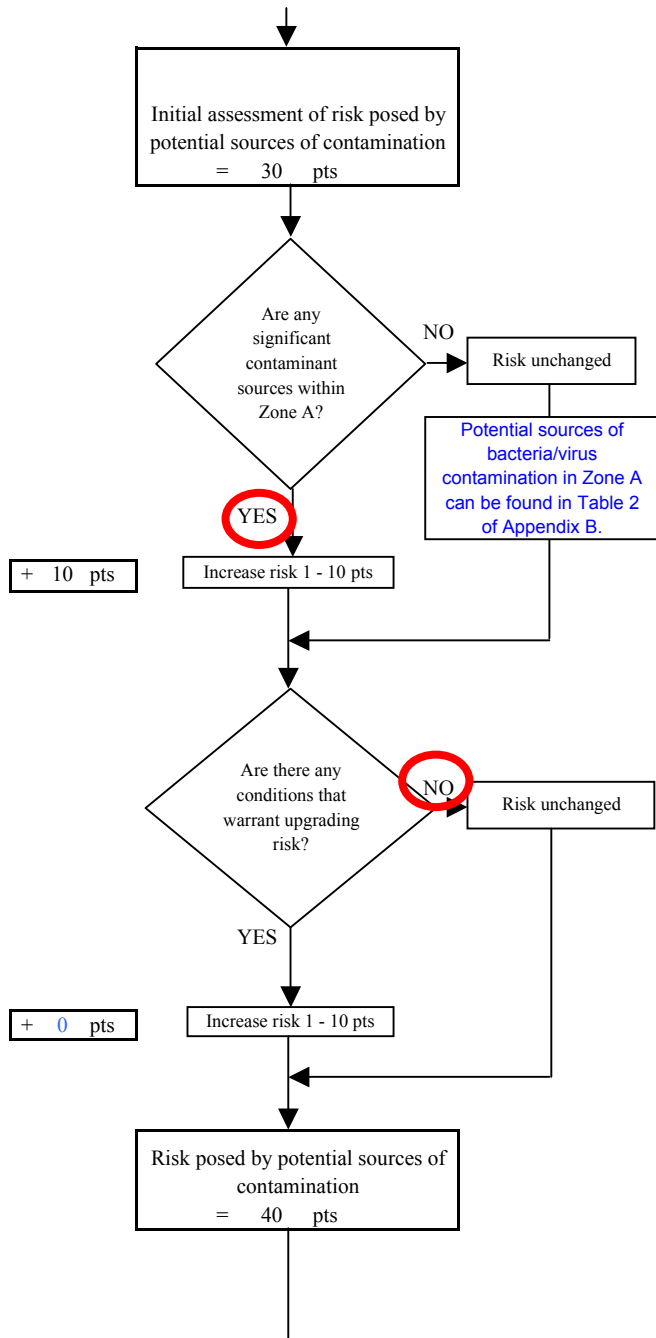 Initial assessment of risk posed by
potential sources of contamination
= 30 pts
Are any
significant
contaminant
sources within
Zone A?
NO
Risk unchanged
Potential sources of
bacteria/virus
contamination in Zone A
can be found in Table 2
of Appendix B.
YES
+ 10 pts
Increase risk 1 - 10 pts
Are there any
conditions that
warrant upgrading
risk?
NO
Risk unchanged
YES
+ 0 pts
Increase risk 1 - 10 pts
Risk posed by potential sources of
contamination
= 40 pts